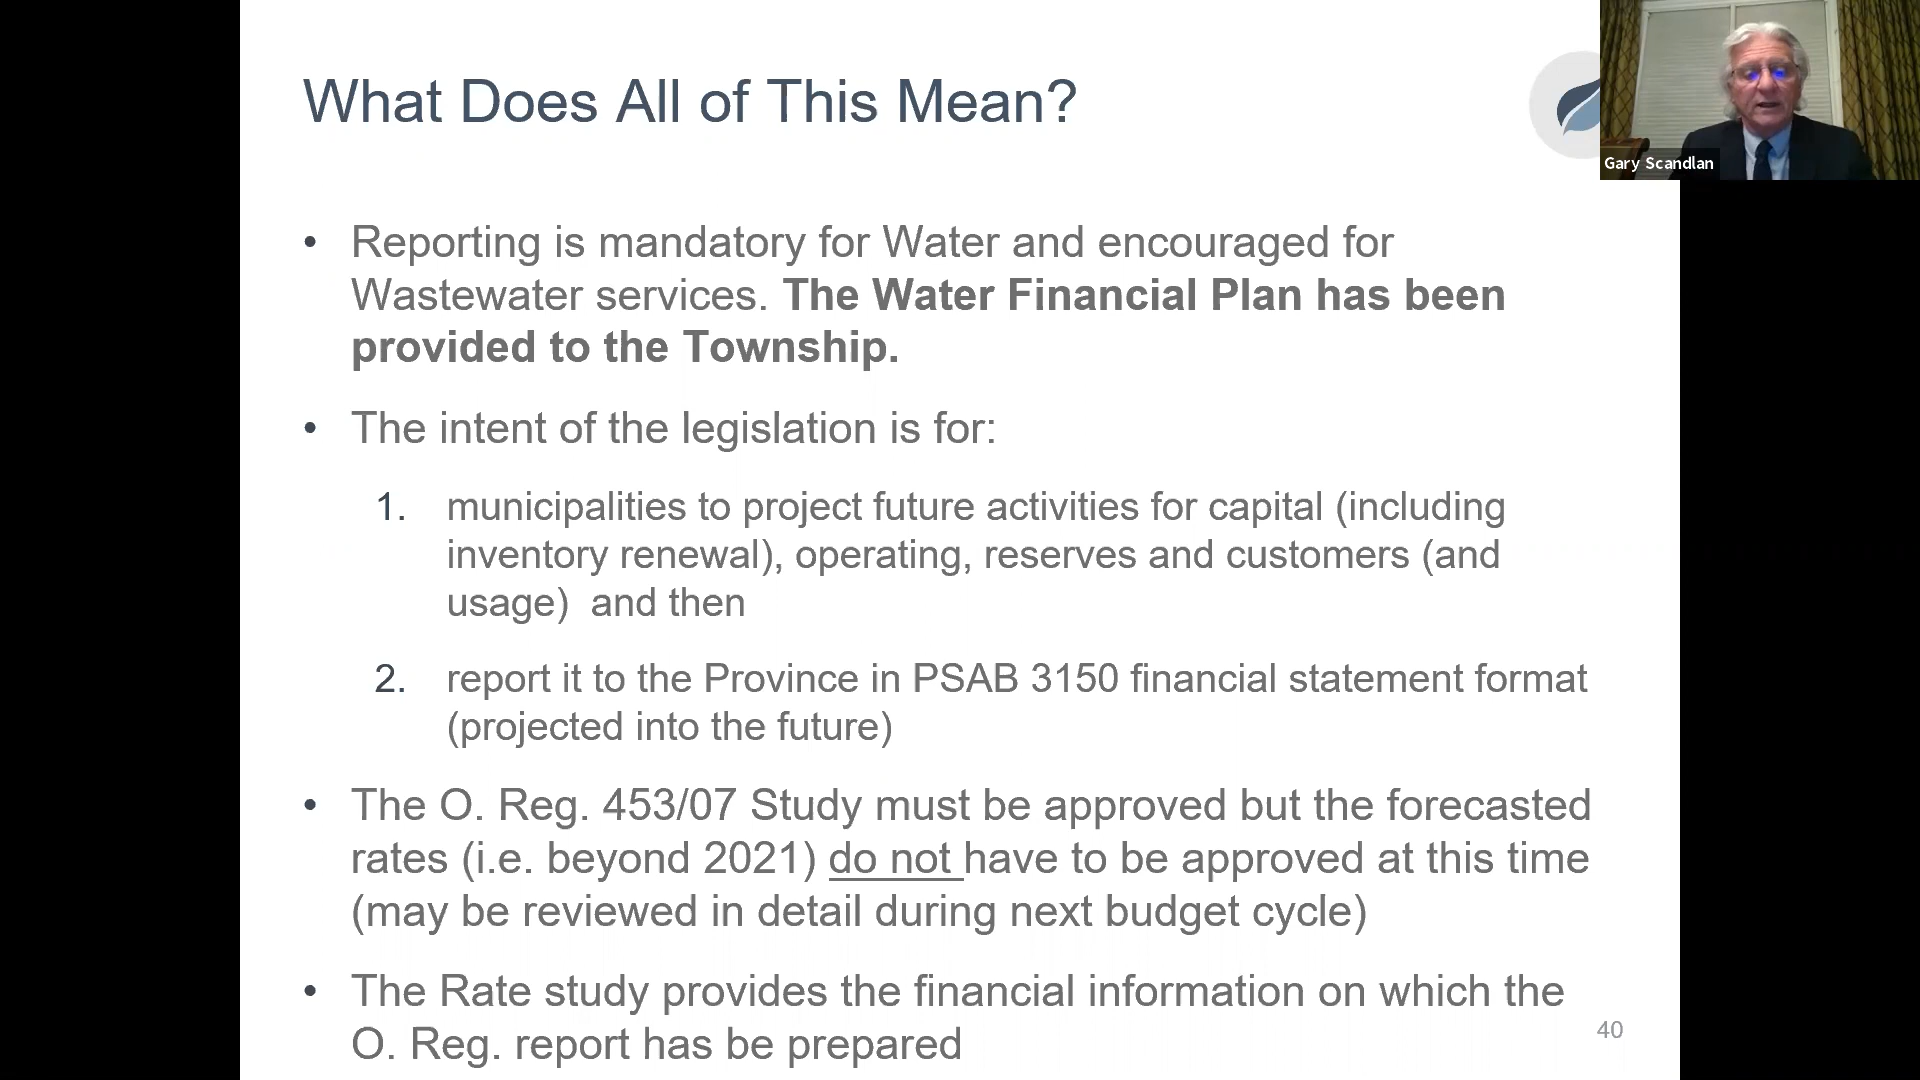 What Does All of This Mean?
Gary Scandlan
• Reporting is mandatory for Water and encouraged for
Wastewater services. The Water Financial Plan has been
provided to the Township.
• The intent of the legislation is for:
1. municipalities to project future activities for capital (including
inventory renewal), operating, reserves and customers (and
usage)  and then
2. report it to the Province in PSAB 3150 financial statement format
(projected into the future)
• The O. Reg. 453/07 Study must be approved but the forecasted
rates (i.e. beyond 2021) do not have to be approved at this time
(may be reviewed in detail during next budget cycle)
• The Rate study provides the financial information on which the
O. Reg. report has be prepared
40